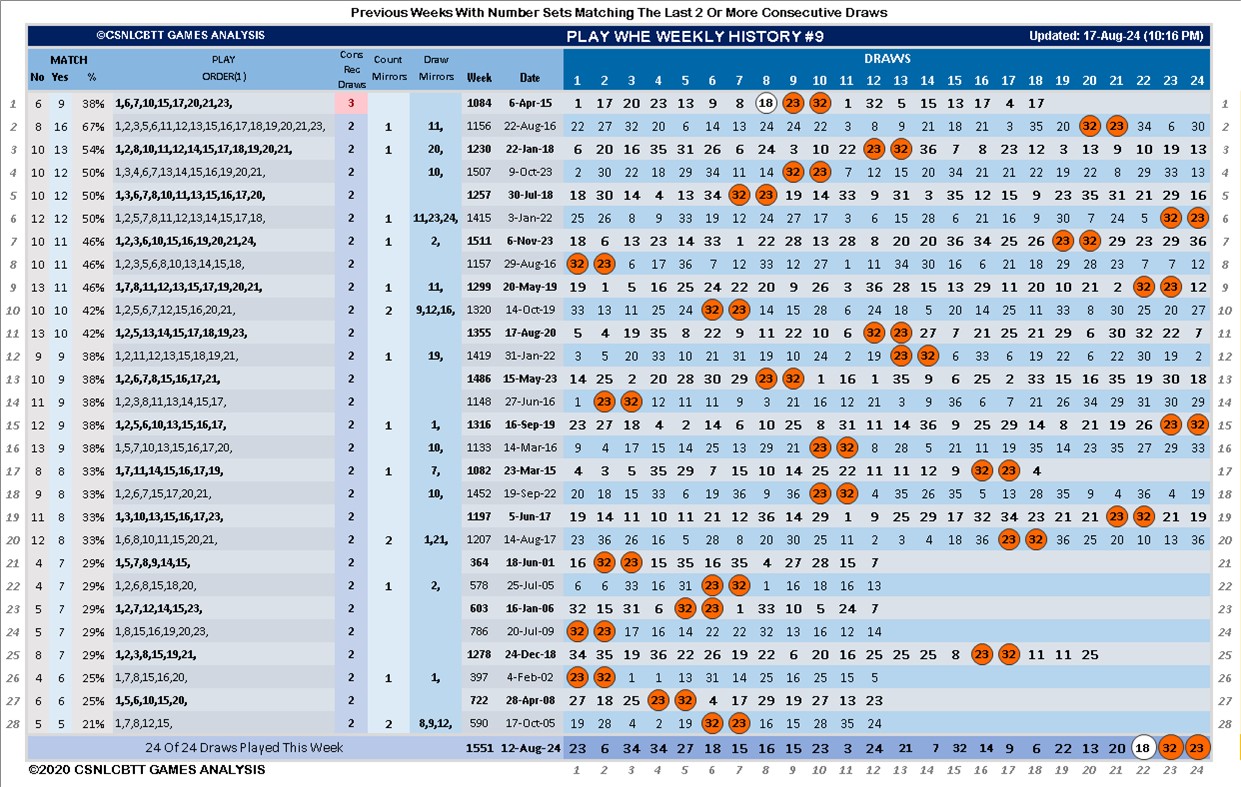 Previous Weeks With Number Sets Matching The Last 2 Or More Consecutive Draws
©CSNLCBTT GAMES ANALYSIS PLAY WHE WEEKLY HISTORY #9 Updated: 17-Aug-24 (10:16 PM)
MATCH PLAY Cons Count Draw DRAWS
No Yes % ORDER(1) Rec Draws Mirrors Mirrors Week Date 1 2 3 4 5 6 7 8 9 10 11 12 13 14 15 16 17 18 19 20 21 22 23 24
1 6 9 38% 1,6,7,10,15,17,20,21,23, 3 1084 6-Apr-15 1 17 20 23 13 9 8 18 23 32 1 32 5 15 13 17 4 17 1
2 8 16 67% 1,2,3,5,6,11,12,13,15,16,17,18,19,20,21,23, 2 1 11, 1156 22-Aug-16 22 27 32 20 6 14 13 24 24 22 3 8 9 21 18 21 3 35 20 32 23 34 6 30 2
3 10 13 54% 1,2,8,10,11,12,14,15,17,18,19,20,21, 2 1 20, 1230 22-Jan-18 6 20 16 35 31 26 6 24 3 10 22 23 32 36 7 8 23 12 3 13 9 10 19 13 3
4 10 12 50% 1,3,4,6,7,13,14,15,16,19,20,21, 2 10, 1507 9-Oct-23 2 30 22 18 29 34 11 14 32 23 7 12 15 20 34 21 21 22 19 22 8 29 33 13 4
5 10 12 50% 1,3,6,7,8,10,11,13,15,16,17,20, 2 1257 30-Jul-18 18 30 14 4 5 13 34 32 23 19 14 33 9 31 3 35 12 15 9 23 35 31 21 29 16 5
6 12 12 50% 1,2,5,7,8,11,12,13,14,15,17,18, 2 1 11,23,24, 1415 3-Jan-22 25 26 8 9 33 19 12 24 27 17 3 6 15 28 6 21 16 9 30 7 24 5 32 23 6
7 10 11 46% 1,2,3,6,10,15,16,19,20,21,24, 2 1 2, 1511 6-Nov-23 18 6 13 23 14 33 1 22 28 13 28 8 20 20 36 34 25 26 23 32 29 23 29 36 7
8 10 11 46% 1,2,3,5,6,8,10,13,14,15,18, 2 1157 29-Aug-16 32 23 6 17 36 7 12 33 12 27 1 11 34 30 16 6 12 18 29 28 23 7 7 12 8
9 13 11 46% 1,7,8,11,12,13,15,17,19,20,21, 2 1 11, 1299 20-May-19 19 1 5 16 25 24 22 20 9 26 3 36 28 15 13 29 11 20 10 21 2 32 23 12 9
10 10 10 42% 1,2,5,6,7,12,15,16,20,21, 2 2 9,12,16, 1320 14-Oct-19 33 13 11 25 24 32 23 14 15 28 6 24 18 5 20 14 25 11 33 8 30 25 20 27 10
11 13 10 42% 1,2,5,13,14,15,17,18,19,23, 2 1355 17-Aug-20 5 4 19 35 8 22 9 11 22 10 6 32 23 27 7 21 25 21 29 6 30 32 22 7 11
12 9 9 38% 1,2,11,12,13,15,18,19,21, 2 1 19, 1419 31-Jan-22 3 5 20 33 10 21 31 19 10 24 2 19 23 32 6 33 6 19 22 6 22 30 19 2 12
13 10 9 38% 1,2,6,7,8,15,16,17,21, 2 1486 15-May-23 14 25 2 20 28 30 29 23 32 1 16 1 35 9 6 25 2 33 15 16 35 19 30 18 13
14 11 9 38% 1,2,3,8,11,13,14,15,17, 2 1148 27-Jun-16 1 23 32 12 11 11 9 3 21 16 12 21 3 9 36 6 7 21 26 34 29 31 30 29 14
15 12 9 38% 1,2,5,6,10,13,15,16,17, 2 1 1, 1316 16-Sep-19 23 27 18 4 2 14 6 10 25 8 31 11 14 36 9 25 29 14 8 21 19 26 23 32 15
16 13 9 38% 1,5,7,10,13,15,16,17,20, 2 10, 1133 14-Mar-16 9 4 17 15 14 25 13 29 21 23 32 8 28 5 21 11 19 35 14 23 35 27 29 33 16
17 8 8 33% 1,7,11,14,15,16,17,19, 2 1 7, 1082 23-Mar-15 4 3 5 35 29 7 15 10 14 25 22 11 11 12 9 32 23 4 17
18 9 8 33% 1,2,6,7,15,17,20,21, 2 10, 1452 19-Sep-22 20 18 15 33 6 19 36 9 36 23 32 4 35 26 35 5 13 28 35 9 4 36 4 19 18
19 11 8 33% 1,3,10,13,15,16,17,23, 2 1197 5-Jun-17 19 14 11 10 11 21 12 36 14 29 1 9 25 29 17 32 34 23 21 21 23 32 21 19 19
20 12 8 33% 1,6,8,10,11,15,20,21, 2 2 1,21, 1207 14-Aug-17 23 36 26 16 5 28 8 20 30 25 11 2 3 4 18 36 23 32 36 25 20 10 13 36 20
21 4 7 29% 1,5,7,8,9,14,15, 2 364 18-Jun-01 16 32 23 15 35 16 35 4 27 28 15 7 21
22 4 7 29% 1,2,6,8,15,18,20, 2 1 2, 578 25-Jul-05 6 6 33 16 31 23 32 1 18 22 16 13 22
23 5 7 29% 1,2,7,12,14,15,23, 2 603 16-Jan-06 32 15 31 6 32 23 1 33 10 5 24 7 23
24 5 7 29% 1,8,15,16,19,20,23, 2 786 20-Jul-09 32 23 17 16 14 22 22 32 13 16 12 14 24
25 8 7 29% 1,2,3,8,15,19,21, 2 1278 24-Dec-18 34 35 19 36 22 26 19 22 6 20 16 25 25 25 8 23 32 11 11 25 25
26 4 6 25% 1,7,8,15,16,20, 2 1 1, 397 4-Feb-02 23 32 1 1 13 31 14 25 16 25 15 5 26
27 6 6 25% 1,5,6,10,15,20, 2 722 28-Apr-08 27 18 25 23 32 4 17 29 19 27 13 23 27
28 5 5 21% 1,7,8,12,15, 2 2 8,9,12, 590 17-Oct-05 19 28 4 2 19 32 23 16 15 28 35 24 28
24 Of 24 Draws Played This Week 1551 12-Aug-24 23 6 34 34 27 18 15 16 15 23 3 24 21 7 32 14 9 6 22 13 20 18 32 23
©2020 CSNLCBTT GAMES ANALYSIS 1 2 3 4 5 6 7 8 9 10 11 12 13 14 15 16 17 18 19 20 21 22 23 24